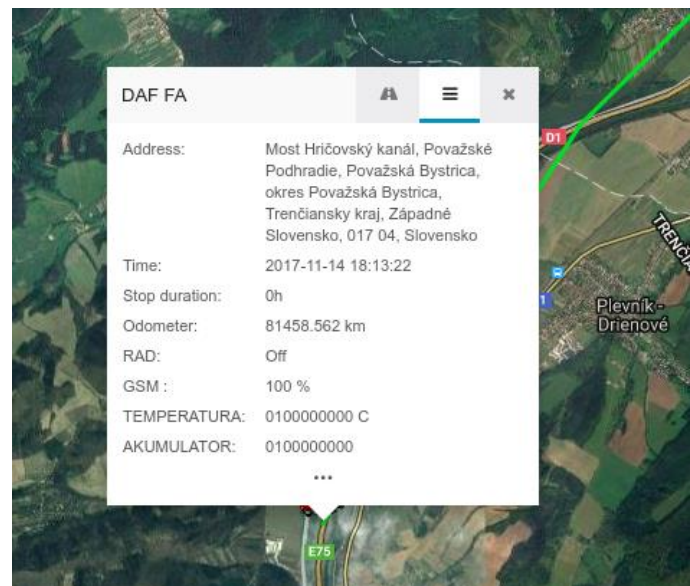 DAF FA
Address:
Most Hričovský kanál, Považské
Podhradie, Považská Bystrica,
okres Považská Bystrica,
Trenčiansky kraj, Západné
Slovensko, 017 04, Slovensko
Time: 2017-11-14 18:13:22
Stop duration: 0h
Odometer: 81458.562 km
RAD: Off
GSM : 100 %
TEMPERATURA: 0100000000 C
AKUMULATOR: 0100000000
...
D1
TRENČIA
1
Plevník -
Drienové
E75